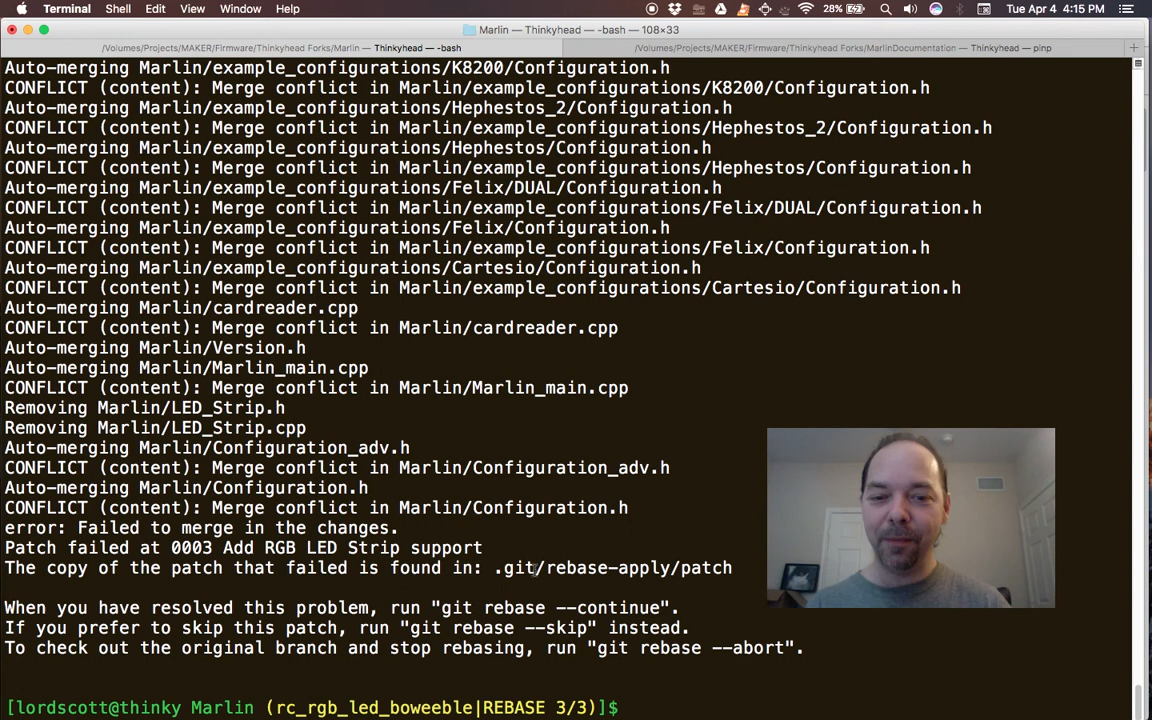 Terminal Shell Edit View Window Help 28% Tue Apr 4 4:15 PM
Marlin — Thinkyhead — -bash — 108×33
/Volumes/Projects/MAKER/Firmware/Thinkyhead Forks/Marlin — Thinkyhead — -bash
/Volumes/Projects/MAKER/Firmware/Thinkyhead Forks/MarlinDocumentation — Thinkyhead — pinp
Auto-merging Marlin/example_configurations/K8200/Configuration.h
CONFLICT (content): Merge conflict in Marlin/example_configurations/K8200/Configuration.h
Auto-merging Marlin/example_configurations/Hephestos_2/Configuration.h
CONFLICT (content): Merge conflict in Marlin/example_configurations/Hephestos_2/Configuration.h
Auto-merging Marlin/example_configurations/Hephestos/Configuration.h
CONFLICT (content): Merge conflict in Marlin/example_configurations/Hephestos/Configuration.h
Auto-merging Marlin/example_configurations/Felix/DUAL/Configuration.h
CONFLICT (content): Merge conflict in Marlin/example_configurations/Felix/DUAL/Configuration.h
Auto-merging Marlin/example_configurations/Felix/Configuration.h
CONFLICT (content): Merge conflict in Marlin/example_configurations/Felix/Configuration.h
Auto-merging Marlin/example_configurations/Cartesio/Configuration.h
CONFLICT (content): Merge conflict in Marlin/example_configurations/Cartesio/Configuration.h
Auto-merging Marlin/cardreader.cpp
CONFLICT (content): Merge conflict in Marlin/cardreader.cpp
Auto-merging Marlin/Version.h
Auto-merging Marlin/Marlin_main.cpp
CONFLICT (content): Merge conflict in Marlin/Marlin_main.cpp
Removing Marlin/LED_Strip.h
Removing Marlin/LED_Strip.cpp
Auto-merging Marlin/Configuration_adv.h
CONFLICT (content): Merge conflict in Marlin/Configuration_adv.h
Auto-merging Marlin/Configuration.h
CONFLICT (content): Merge conflict in Marlin/Configuration.h
error: Failed to merge in the changes.
Patch failed at 0003 Add RGB LED Strip support
The copy of the patch that failed is found in: .git/rebase-apply/patch
When you have resolved this problem, run "git rebase --continue".
If you prefer to skip this patch, run "git rebase --skip" instead.
To check out the original branch and stop rebasing, run "git rebase --abort".
[lordscott@thinky Marlin (rc_rgb_led_boweeble|REBASE 3/3)]$